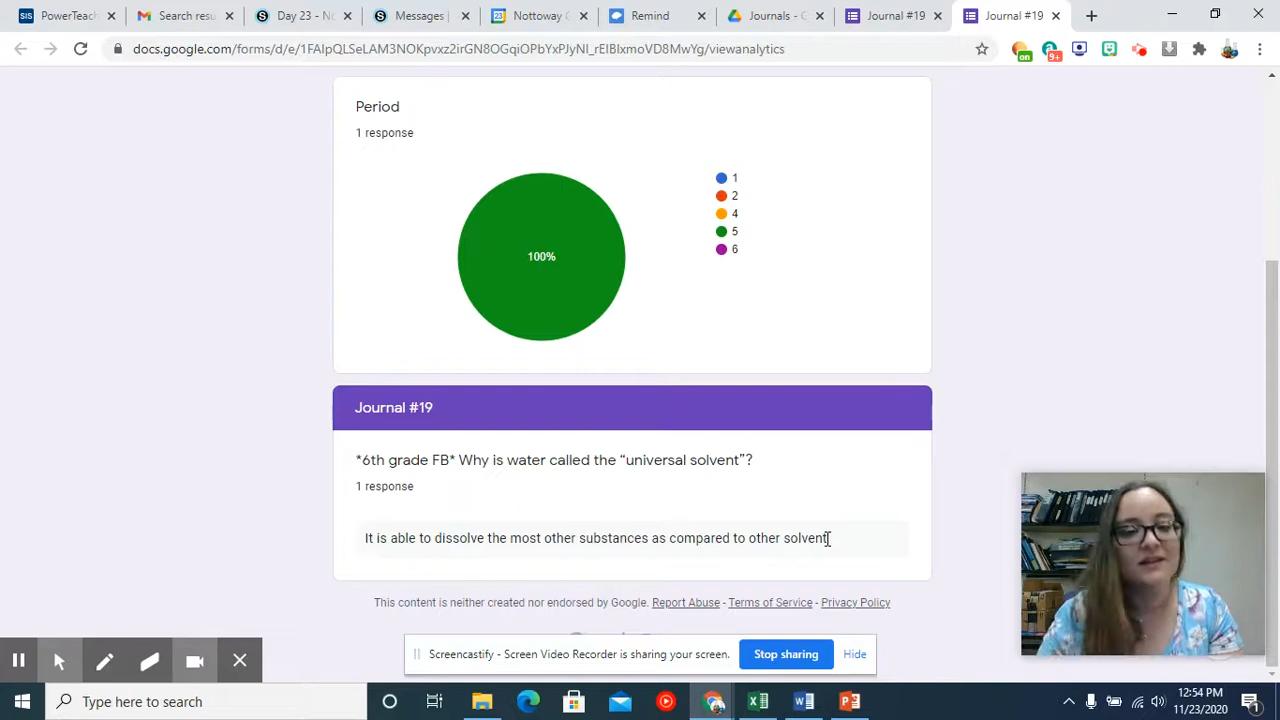 PowerTeach
Search resu
Day 23 - No
Messages |
Nottoway G
Remind
Journals - G
Journal #19
Journal #19
docs.google.com/forms/d/e/1FAIpQLSeLAM3NOKpvxz2irGN8OGqiOPbYxPJyNI_rEIBIxmoVD8MwYg/viewanalytics
on
9+
Period
1 response
100%
1
2
4
5
6
Journal #19
*6th grade FB* Why is water called the “universal solvent”?
1 response
It is able to dissolve the most other substances as compared to other solvent
This content is neither created nor endorsed by Google. Report Abuse - Terms of Service - Privacy Policy
Screencastify - Screen Video Recorder is sharing your screen.
Stop sharing
Hide
Type here to search
12:54 PM
11/23/2020